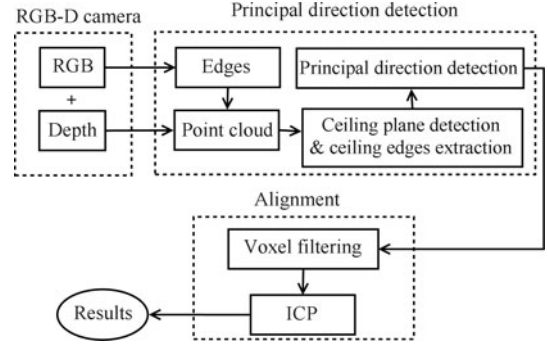 RGB-D camera
RGB
+
Depth
Principal direction detection
Edges
Point cloud
Principal direction detection
Ceiling plane detection
& ceiling edges extraction
Alignment
Voxel filtering
ICP
Results